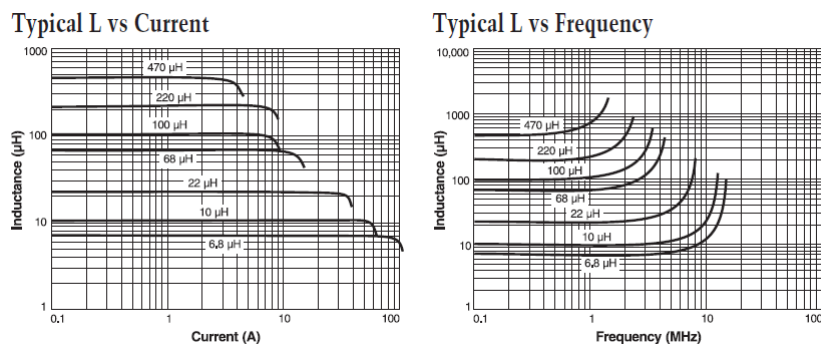 Typical L vs Current
1000
100
10
1
0.1
1
10
100
Inductance (µH)
Current (A)
470 µH
220 µH
100 µH
68 µH
22 µH
10 µH
6.8 µH
Typical L vs Frequency
10,000
1000
100
10
1
0.1
1
10
100
Inductance (µH)
Frequency (MHz)
470 µH
220 µH
100 µH
68 µH
22 µH
10 µH
6.8 µH